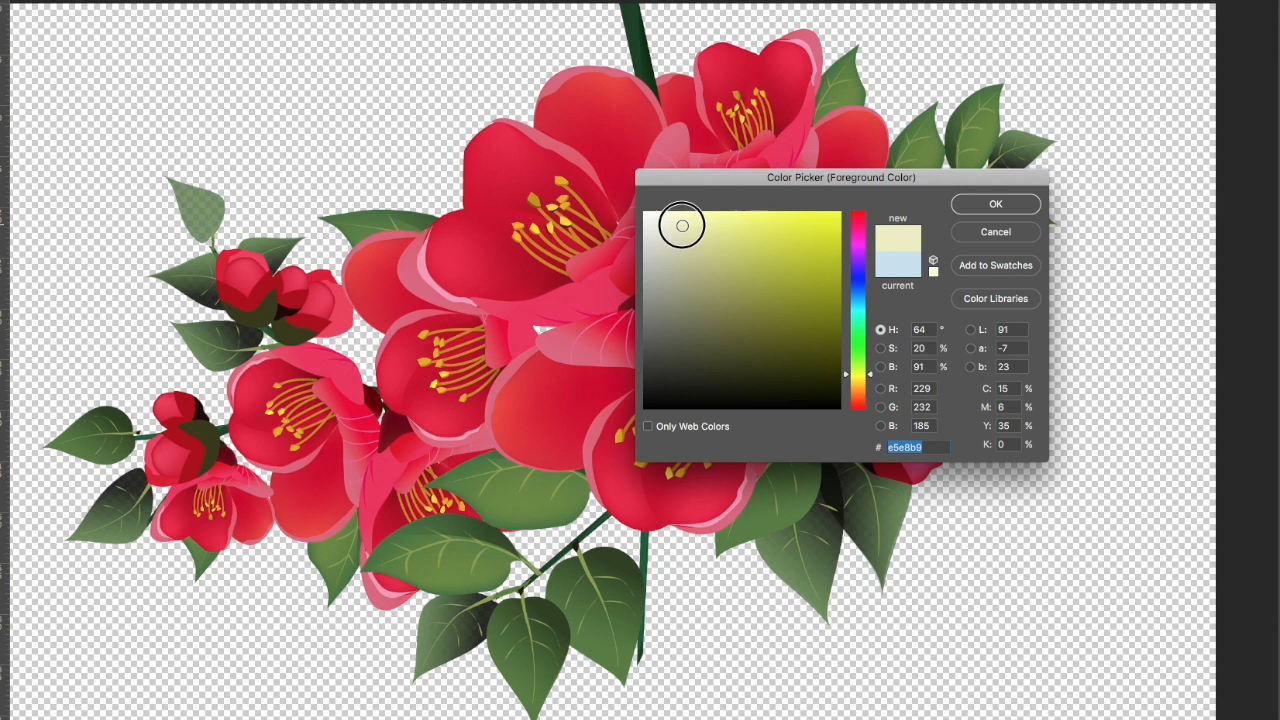 Color Picker (Foreground Color)
new
current
OK
Cancel
Add to Swatches
Color Libraries
H: 64 °
S: 20 %
B: 91 %
R: 229
G: 232
B: 185
# e5e8b9
L: 91
a: -7
b: 23
C: 15 %
M: 6 %
Y: 35 %
K: 0 %
Only Web Colors